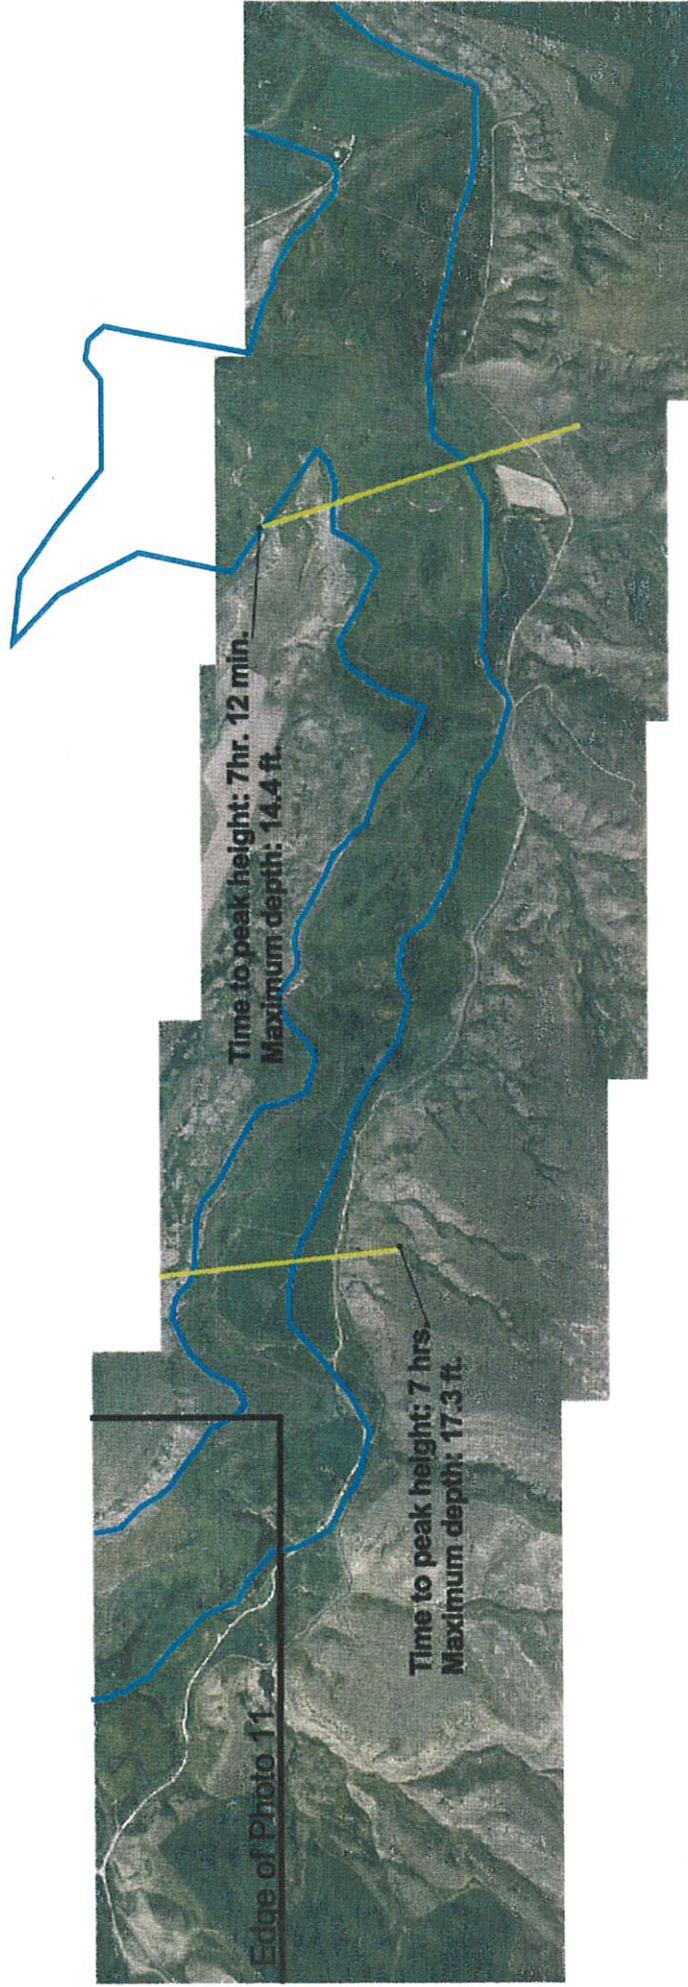 Time to peak height: 7hr. 12 min.
Maximum depth: 14.4 ft.
Time to peak height: 7 hrs.
Maximum depth: 17.3 ft.
Edge of Photo 11